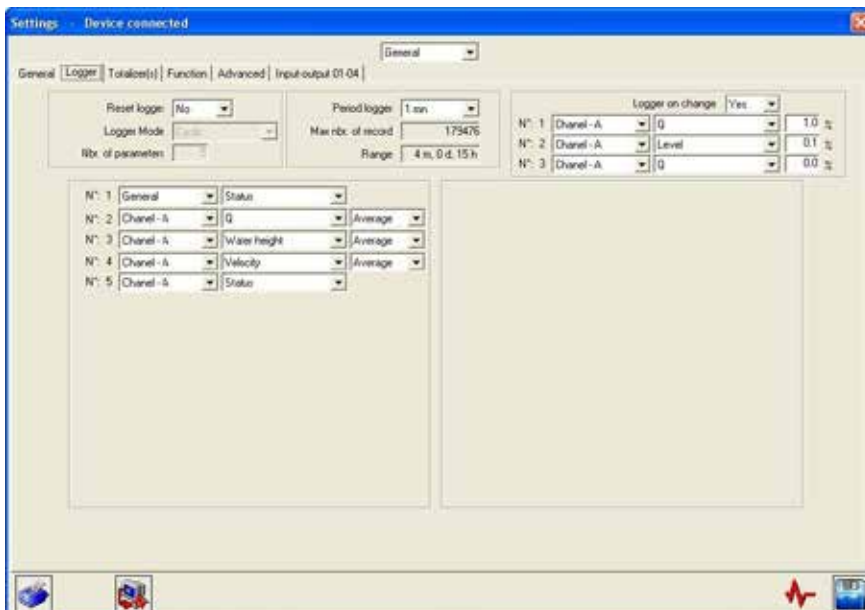 Settings - Device connected
General
General Logger Totalizer(s) Function Advanced Input-output 01-04
Reset logger No
Logger Mode Cyclic
Nbr. of parameters 5
Period logger 1 mn
Max nbr. of record 179476
Range 4 m, 0 d, 15 h
Logger on change Yes
N°: 1 Chanel - A Q 1.0 %
N°: 2 Chanel - A Level 0.1 %
N°: 3 Chanel - A Q 0.0 %
N°: 1 General Status
N°: 2 Chanel - A Q Average
N°: 3 Chanel - A Water height Average
N°: 4 Chanel - A Velocity Average
N°: 5 Chanel - A Status